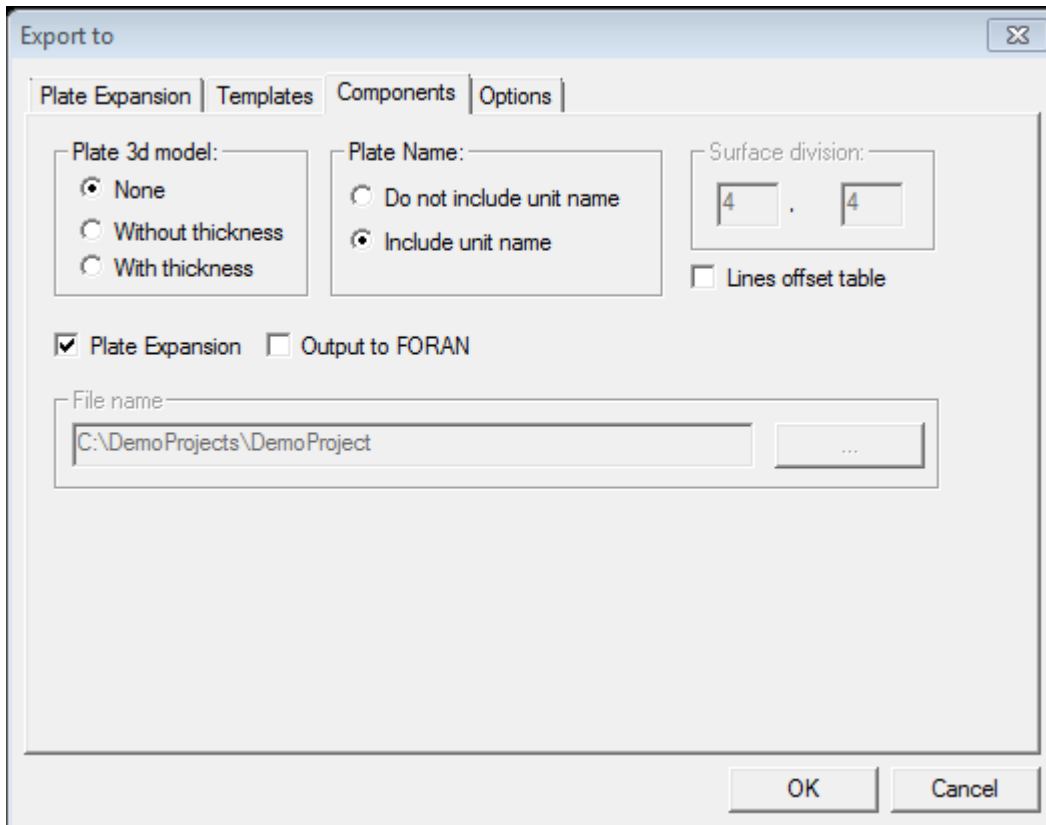 Export to
Plate Expansion Templates Components Options
Plate 3d model:
None
Without thickness
With thickness
Plate Name:
Do not include unit name
Include unit name
Surface division:
4 . 4
Lines offset table
Plate Expansion Output to FORAN
File name
C:\DemoProjects\DemoProject ...
OK Cancel